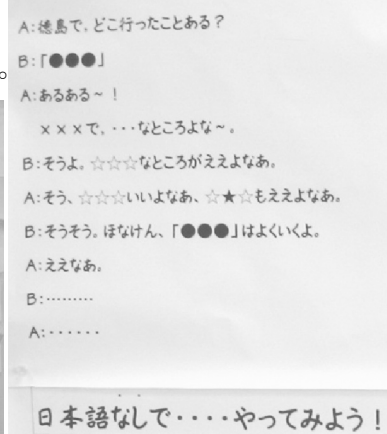 A:徳島で、どこ行ったことある?
B:「●●●」
A:あるある~!
×××で、・・・なところよな~。
B:そうよ。☆☆☆なところがええよなあ。
A:そう、☆☆☆いいよなあ、☆★☆もええよなあ。
B:そうそう。ほなけん、「●●●」はよくいくよ。
A:ええなあ。
B:………
A:・・・・・・
日本語なしで・・・・やってみよう!